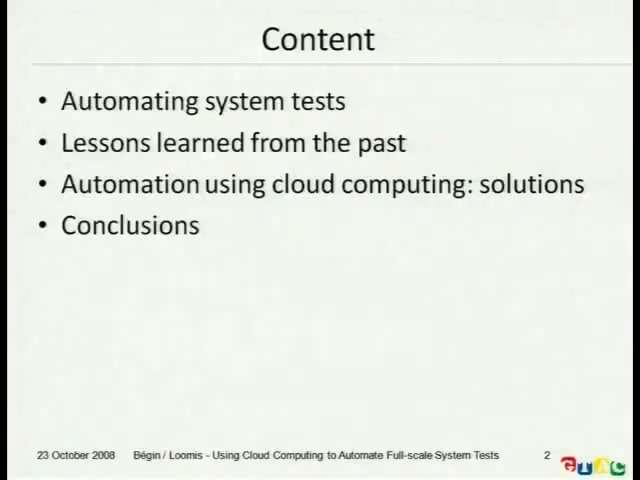 Content
• Automating system tests
• Lessons learned from the past
• Automation using cloud computing: solutions
• Conclusions
23 October 2008 Bégin / Loomis - Using Cloud Computing to Automate Full-scale System Tests 2
GTAC